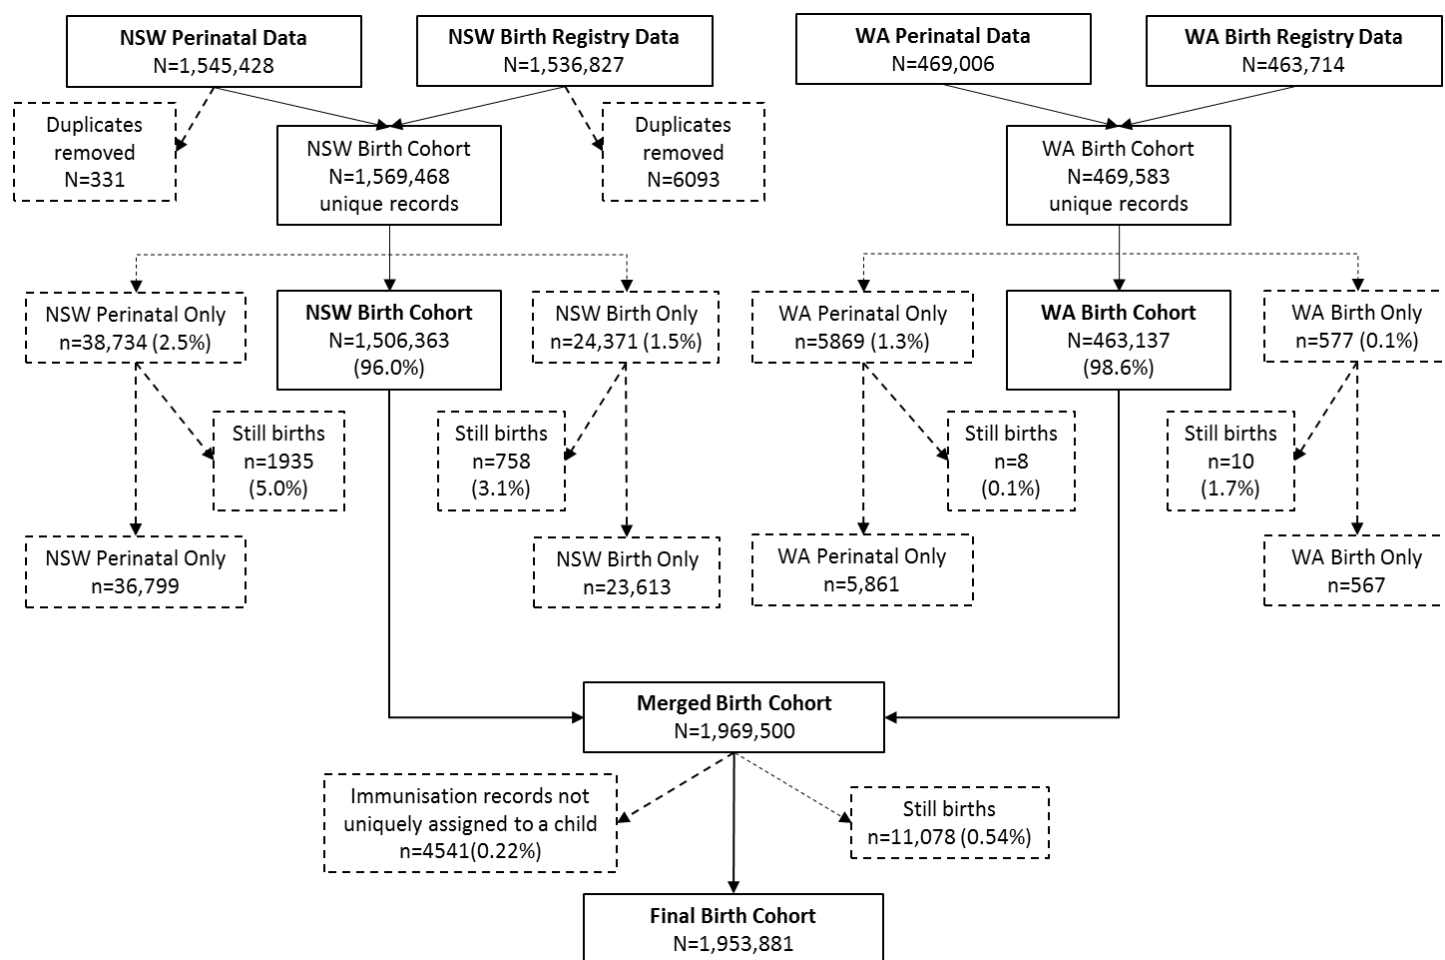 NSW Perinatal Data
N=1,545,428
NSW Birth Registry Data
N=1,536,827
WA Perinatal Data
N=469,006
WA Birth Registry Data
N=463,714
Duplicates
removed
N=331
NSW Birth Cohort
N=1,569,468
unique records
Duplicates
removed
N=6093
WA Birth Cohort
N=469,583
unique records
NSW Perinatal Only
n=38,734 (2.5%)
NSW Birth Cohort
N=1,506,363
(96.0%)
NSW Birth Only
n=24,371 (1.5%)
WA Perinatal Only
n=5869 (1.3%)
WA Birth Cohort
N=463,137
(98.6%)
WA Birth Only
n=577 (0.1%)
Still births
n=1935
(5.0%)
Still births
n=758
(3.1%)
Still births
n=8
(0.1%)
Still births
n=10
(1.7%)
NSW Perinatal Only
n=36,799
NSW Birth Only
n=23,613
WA Perinatal Only
n=5,861
WA Birth Only
n=567
Merged Birth Cohort
N=1,969,500
Immunisation records not
uniquely assigned to a child
n=4541(0.22%)
Still births
n=11,078 (0.54%)
Final Birth Cohort
N=1,953,881